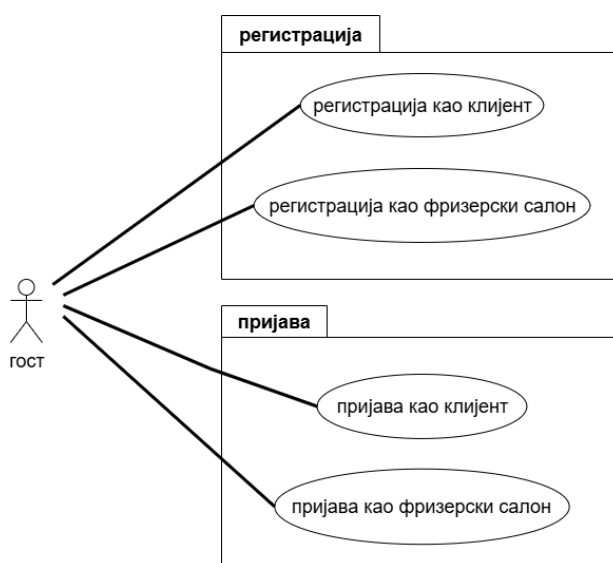 регистрација
регистрација као клијент
регистрација као фризерски салон
гост
пријава
пријава као клијент
пријава као фризерски салон